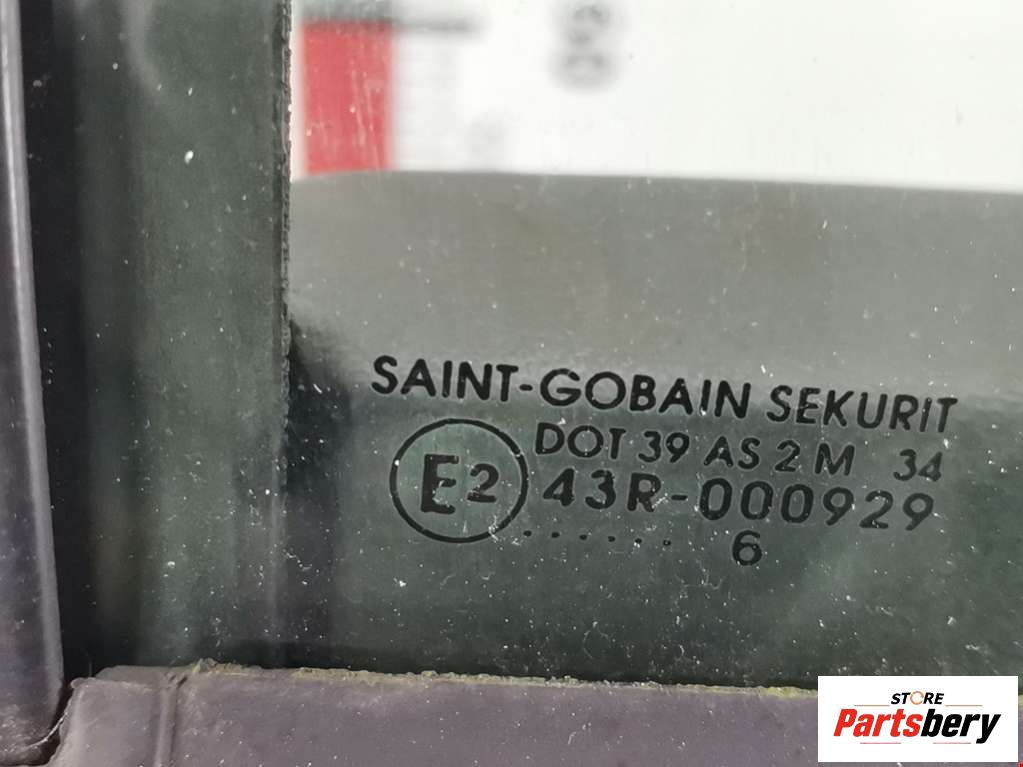 SAINT-GOBAIN SEKURIT
DOT 39 AS 2 M 34
E2 43R-000929
...... 6
STORE
Partsbery